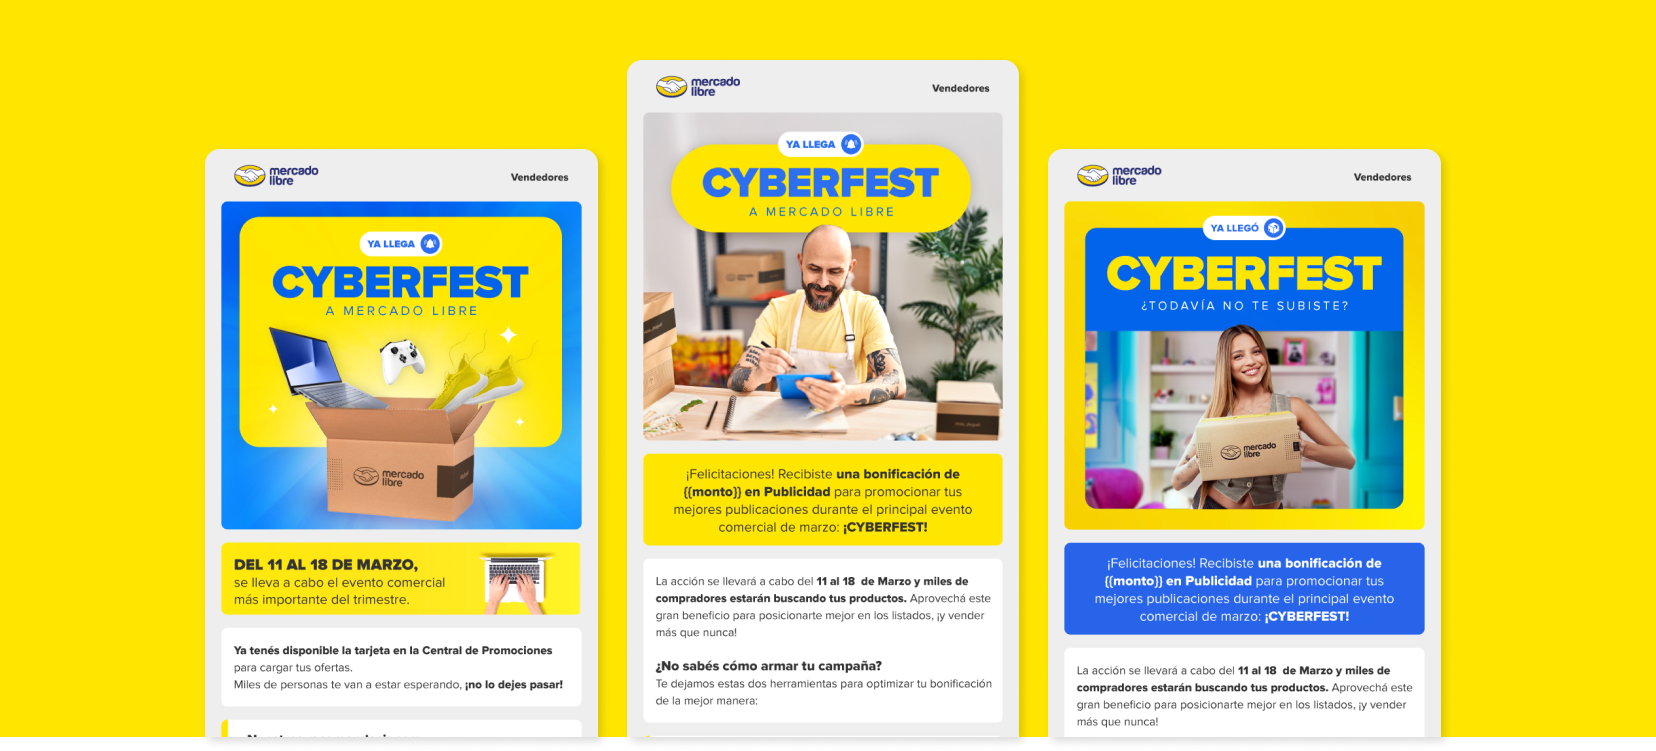 mercado
libre
Vendedores
YA LLEGA
CYBERFEST
A MERCADO LIBRE
mercado
libre
DEL 11 AL 18 DE MARZO,
se lleva a cabo el evento comercial
más importante del trimestre.
Ya tenés disponible la tarjeta en la Central de Promociones
para cargar tus ofertas.
Miles de personas te van a estar esperando, ¡no lo dejes pasar!
mercado
libre
Vendedores
YA LLEGA
CYBERFEST
A MERCADO LIBRE
¡Felicitaciones! Recibiste una bonificación de
{{monto}} en Publicidad para promocionar tus
mejores publicaciones durante el principal evento
comercial de marzo: ¡CYBERFEST!
La acción se llevará a cabo del 11 al 18 de Marzo y miles de
compradores estarán buscando tus productos. Aprovechá este
gran beneficio para posicionarte mejor en los listados, ¡y vender
más que nunca!
¿No sabés cómo armar tu campaña?
Te dejamos estas dos herramientas para optimizar tu bonificación
de la mejor manera:
mercado
libre
Vendedores
YA LLEGÓ
CYBERFEST
¿TODAVÍA NO TE SUBISTE?
mercado
libre
¡Felicitaciones! Recibiste una bonificación de
{{monto}} en Publicidad para promocionar tus
mejores publicaciones durante el principal evento
comercial de marzo: ¡CYBERFEST!
La acción se llevará a cabo del 11 al 18 de Marzo y miles de
compradores estarán buscando tus productos. Aprovechá este
gran beneficio para posicionarte mejor en los listados, ¡y vender
más que nunca!